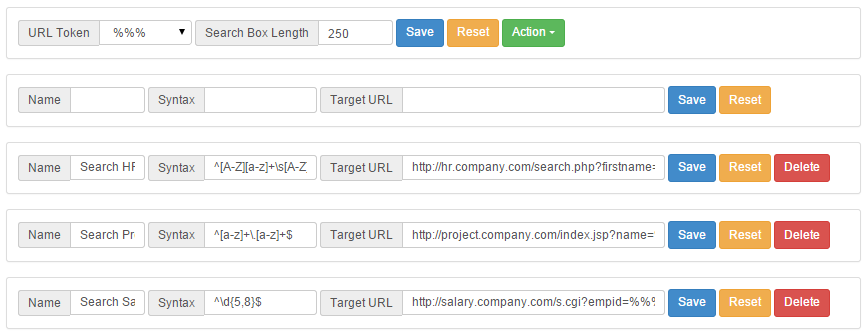 URL Token %%% Search Box Length 250 Save Reset Action
Name Syntax Target URL Save Reset
Name Search HR Syntax ^[A-Z][a-z]+\s[A-Z Target URL http://hr.company.com/search.php?firstname= Save Reset Delete
Name Search Pr Syntax ^[a-z]+\.[a-z]+$ Target URL http://project.company.com/index.jsp?name= Save Reset Delete
Name Search Sa Syntax ^\d{5,8}$ Target URL http://salary.company.com/s.cgi?empid=%%% Save Reset Delete